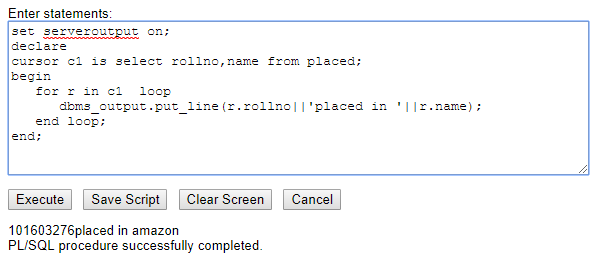 Enter statements:
set serveroutput on;
declare
cursor c1 is select rollno,name from placed;
begin
   for r in c1  loop
      dbms_output.put_line(r.rollno||'placed in '||r.name);
   end loop;
end;
Execute Save Script Clear Screen Cancel
101603276placed in amazon
PL/SQL procedure successfully completed.